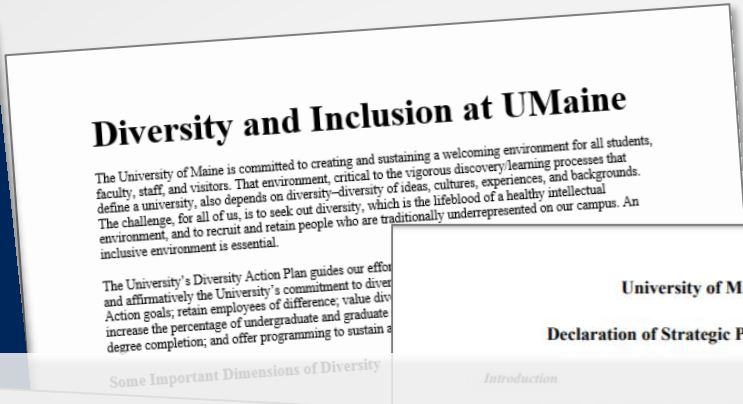 Diversity and Inclusion at UMaine
The University of Maine is committed to creating and sustaining a welcoming environment for all students,
faculty, staff, and visitors. That environment, critical to the vigorous discovery/learning processes that
define a university, also depends on diversity–diversity of ideas, cultures, experiences, and backgrounds.
The challenge, for all of us, is to seek out diversity, which is the lifeblood of a healthy intellectual
environment, and to recruit and retain people who are traditionally underrepresented on our campus. An
inclusive environment is essential.
The University's Diversity Action Plan guides our effor
and affirmatively the University's commitment to diver
Action goals; retain employees of difference; value div
increase the percentage of undergraduate and graduate
degree completion; and offer programming to sustain a
Some Important Dimensions of Diversity
University of M
Declaration of Strategic P
Introduction